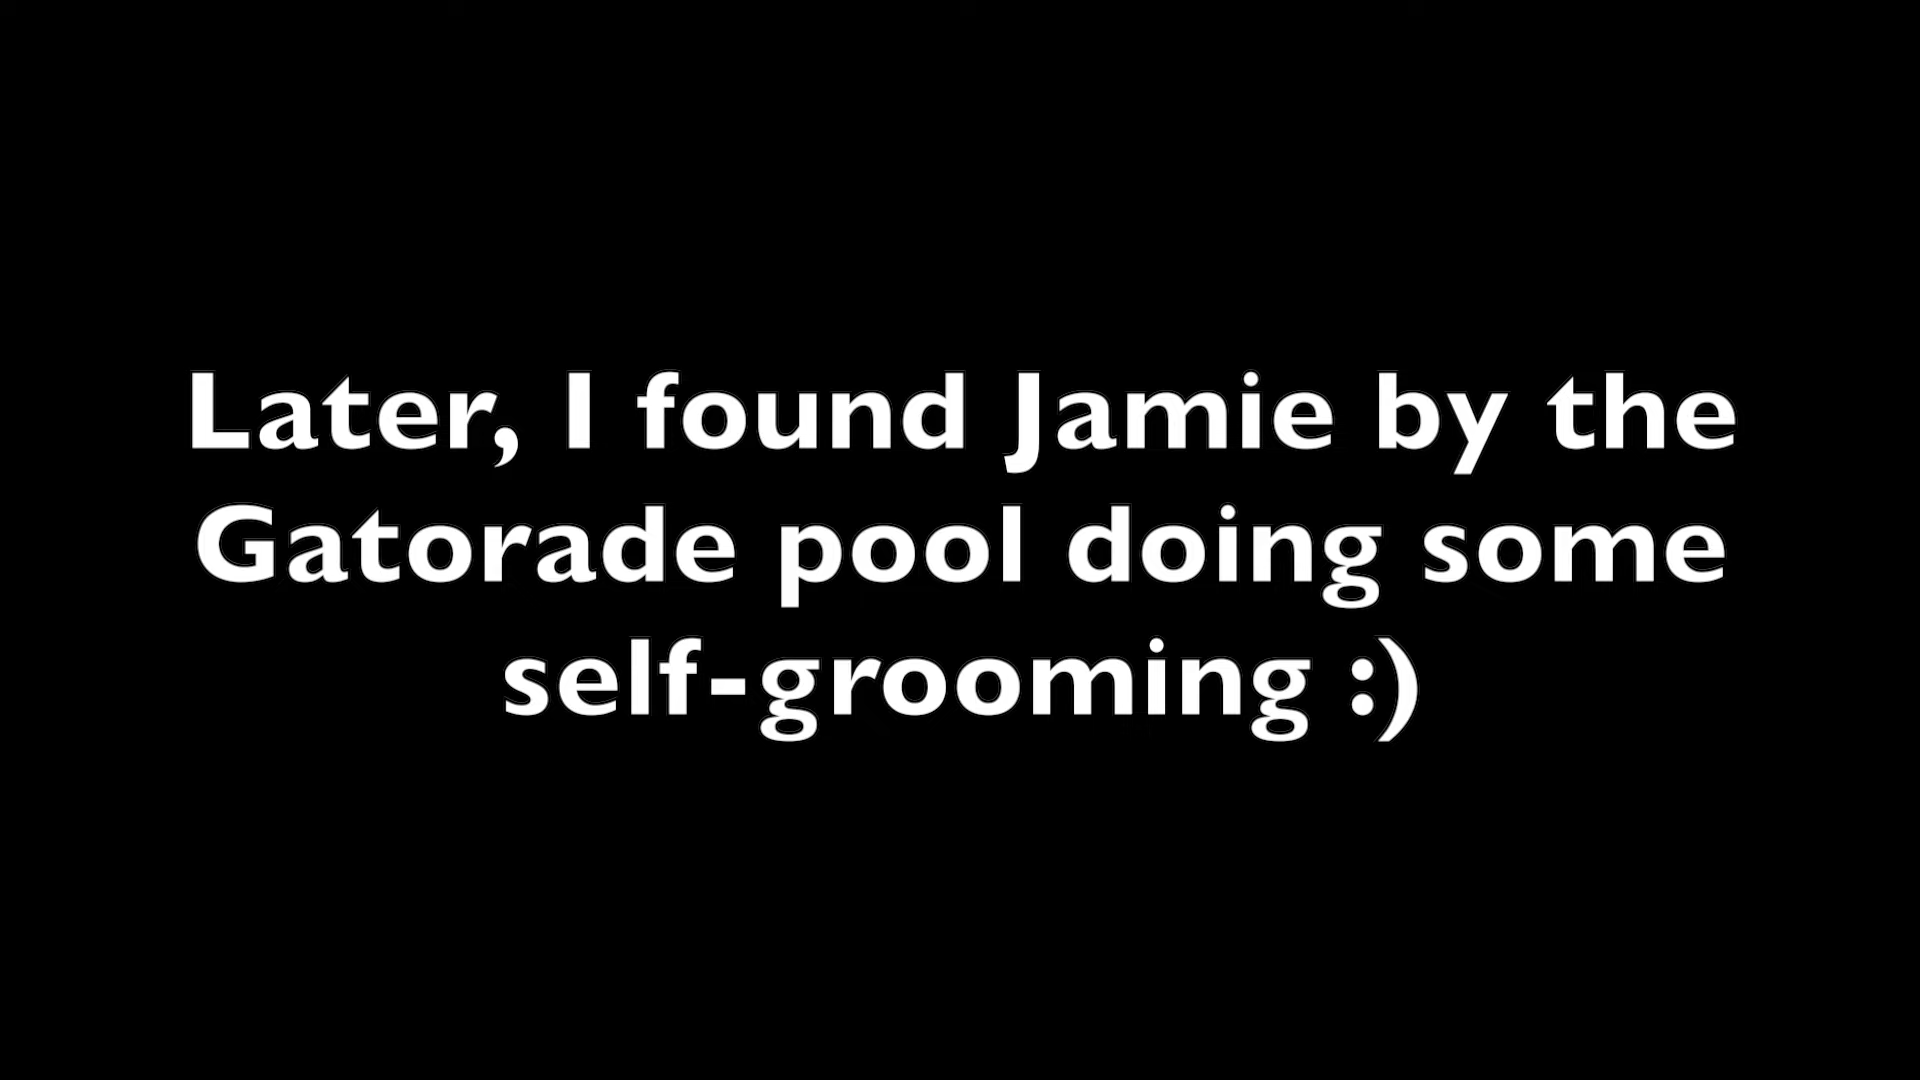 Later, I found Jamie by the
Gatorade pool doing some
self-grooming :)